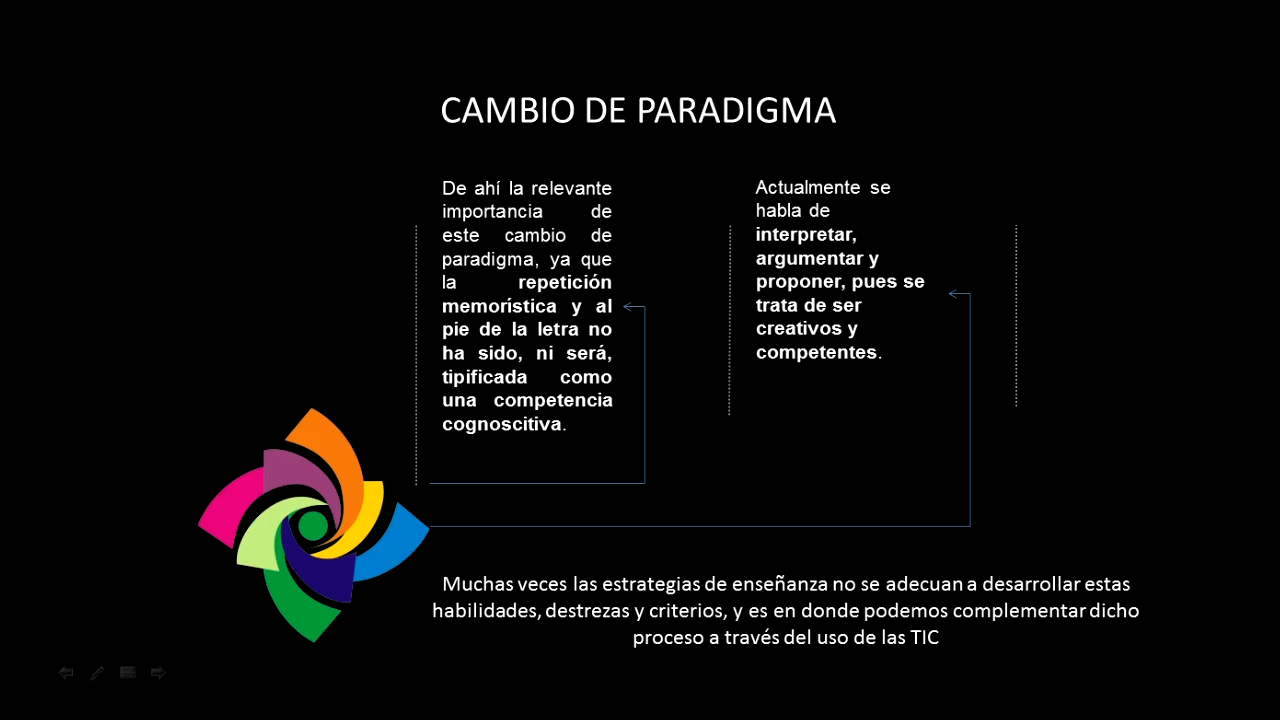 CAMBIO DE PARADIGMA
De ahí la relevante
importancia de
este cambio de
paradigma, ya que
la repetición
memorística y al
pie de la letra no
ha sido, ni será,
tipificada como
una competencia
cognoscitiva.
Actualmente se
habla de
interpretar,
argumentar y
proponer, pues se
trata de ser
creativos y
competentes.
Muchas veces las estrategias de enseñanza no se adecuan a desarrollar estas
habilidades, destrezas y criterios, y es en donde podemos complementar dicho
proceso a través del uso de las TIC